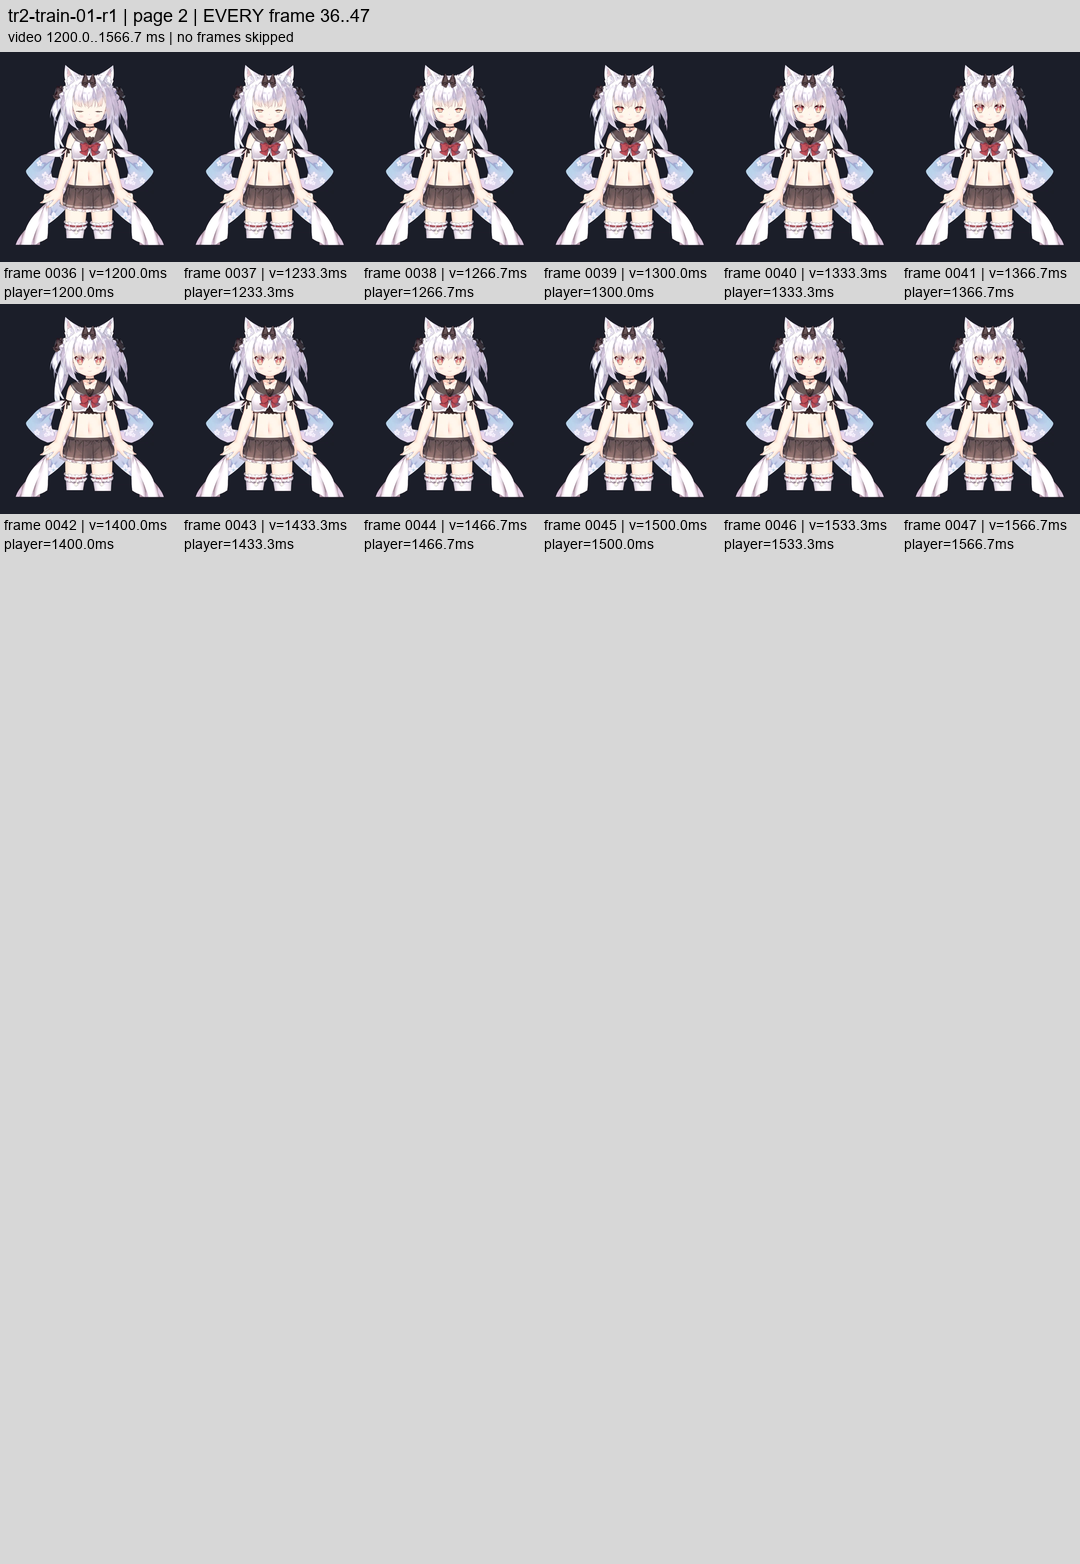 tr2-train-01-r1 | page 2 | EVERY frame 36..47
video 1200.0..1566.7 ms | no frames skipped
frame 0036 | v=1200.0ms
player=1200.0ms
frame 0037 | v=1233.3ms
player=1233.3ms
frame 0038 | v=1266.7ms
player=1266.7ms
frame 0039 | v=1300.0ms
player=1300.0ms
frame 0040 | v=1333.3ms
player=1333.3ms
frame 0041 | v=1366.7ms
player=1366.7ms
frame 0042 | v=1400.0ms
player=1400.0ms
frame 0043 | v=1433.3ms
player=1433.3ms
frame 0044 | v=1466.7ms
player=1466.7ms
frame 0045 | v=1500.0ms
player=1500.0ms
frame 0046 | v=1533.3ms
player=1533.3ms
frame 0047 | v=1566.7ms
player=1566.7ms